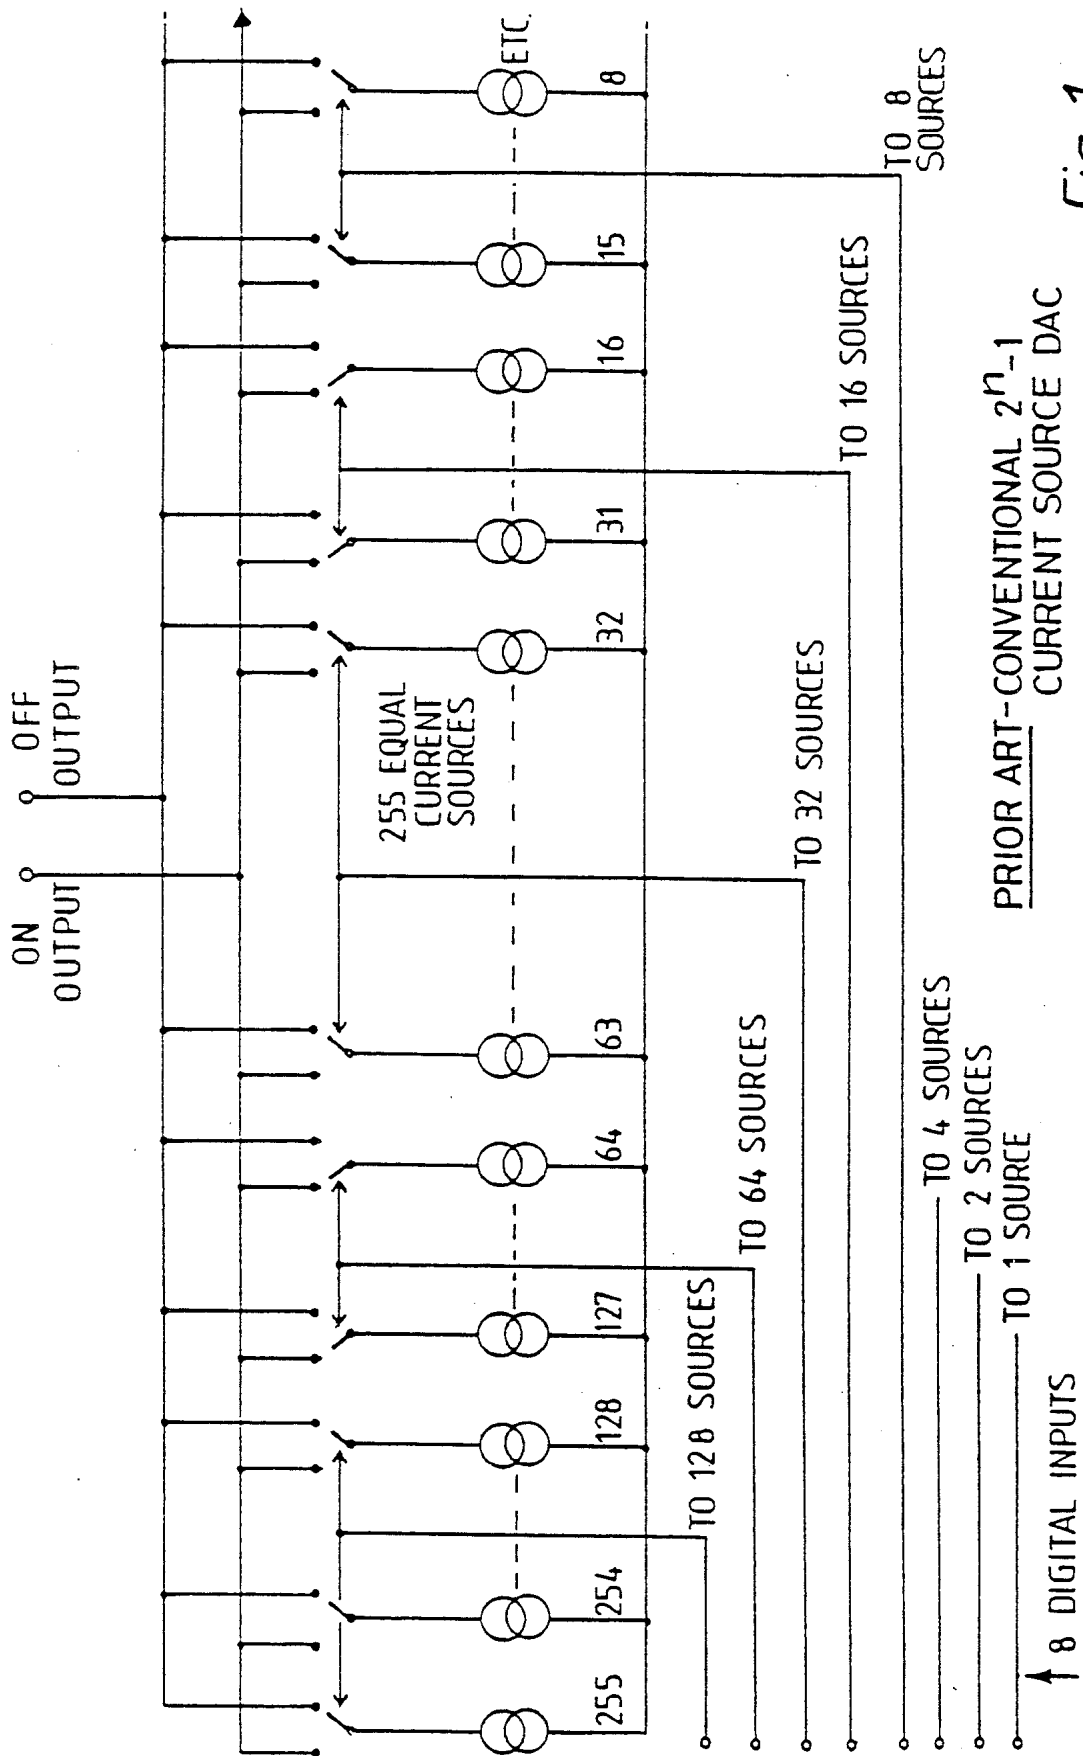 ON
OUTPUT
OFF
OUTPUT
255 EQUAL
CURRENT
SOURCES
ETC.
255
254
128
127
64
63
32
31
16
15
8
TO 128 SOURCES
TO 64 SOURCES
TO 32 SOURCES
TO 16 SOURCES
TO 8
SOURCES
TO 4 SOURCES
TO 2 SOURCES
TO 1 SOURCE
8 DIGITAL INPUTS
PRIOR ART-CONVENTIONAL 2ⁿ-1
CURRENT SOURCE DAC
Fig. 1